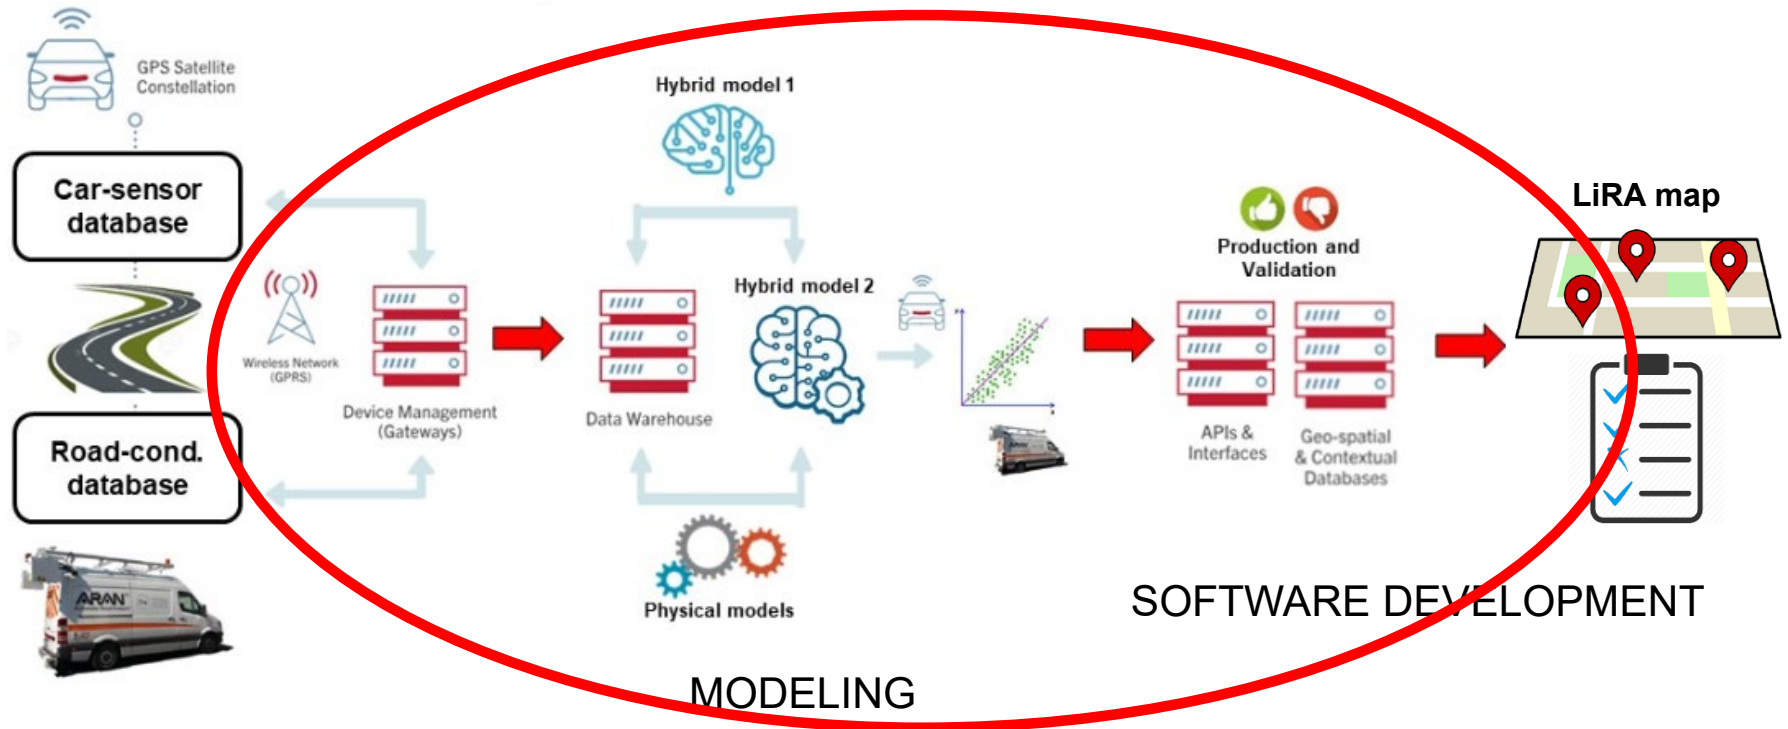 GPS Satellite
Constellation
Car-sensor
database
Road-cond.
database
ARAN
Wireless Network
(GPRS)
Device Management
(Gateways)
Hybrid model 1
Data Warehouse
Hybrid model 2
Physical models
MODELING
ARAN
Production and
Validation
APIs &
Interfaces
Geo-spatial
& Contextual
Databases
SOFTWARE DEVELOPMENT
LiRA map